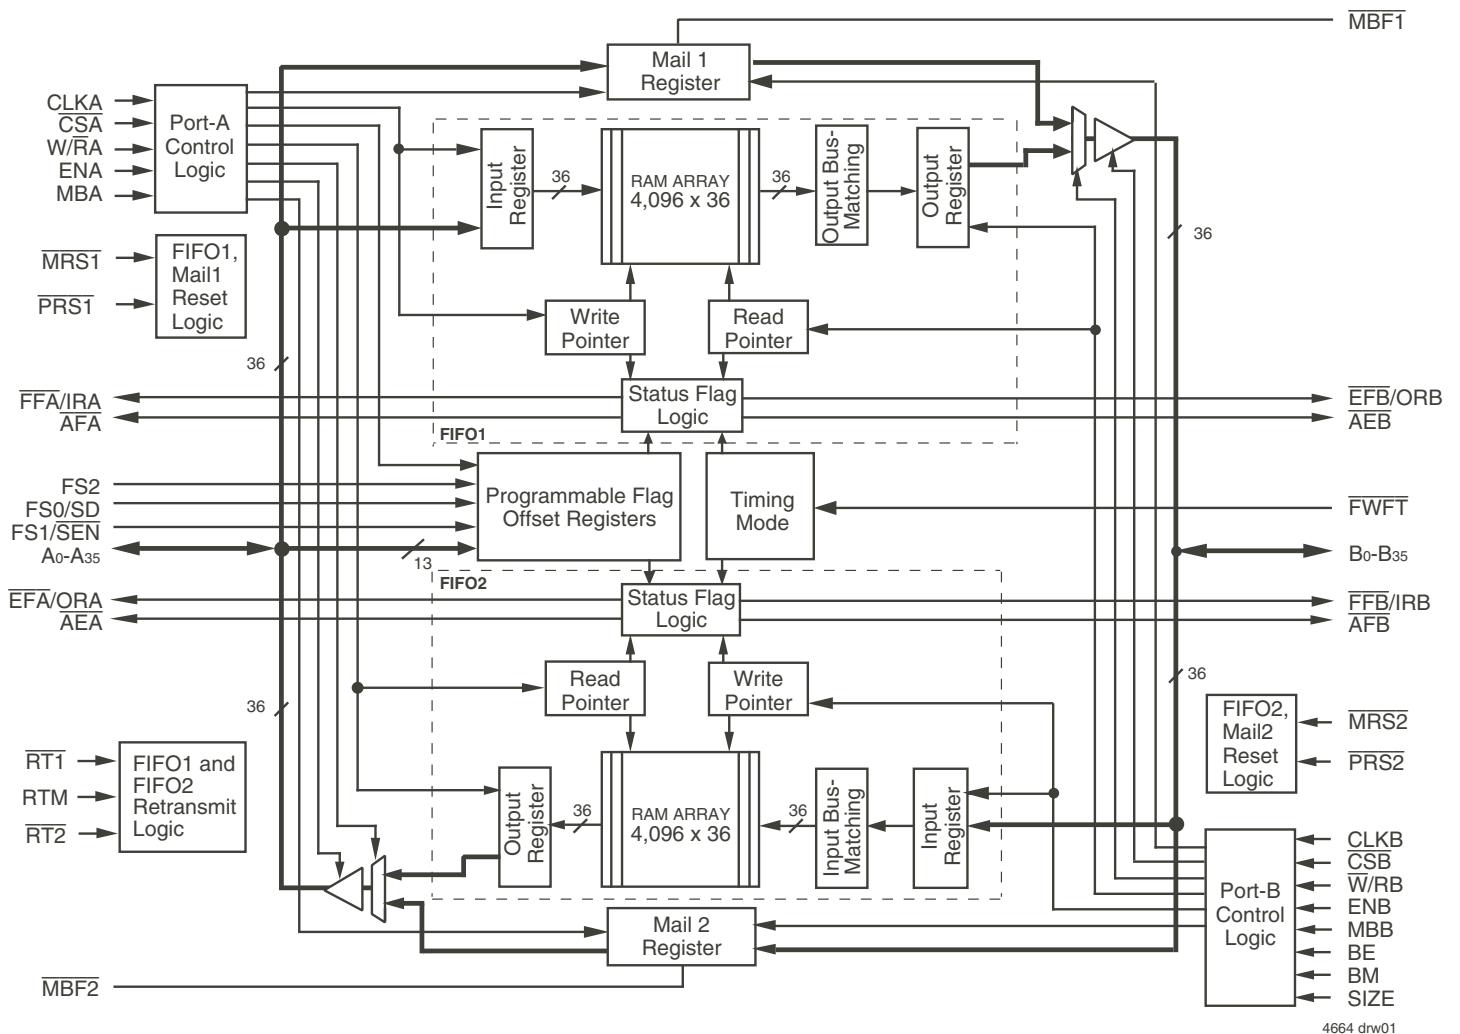 MBF1
Mail 1
Register
CLKA
CSA
W/RA
ENA
MBA
Port-A
Control
Logic
Input
Register
36
RAM ARRAY
4,096 x 36
36
Output Bus-
Matching
Output
Register
36
MRS1
PRS1
FIFO1,
Mail1
Reset
Logic
Write
Pointer
Read
Pointer
36
FFA/IRA
AFA
Status Flag
Logic
EFB/ORB
AEB
FIFO1
FS2
FS0/SD
FS1/SEN
A0-A35
Programmable Flag
Offset Registers
13
Timing
Mode
FWFT
B0-B35
FIFO2
EFA/ORA
AEA
Status Flag
Logic
FFB/IRB
AFB
Read
Pointer
Write
Pointer
36
36
FIFO2,
Mail2
Reset
Logic
MRS2
PRS2
RT1
RTM
RT2
FIFO1 and
FIFO2
Retransmit
Logic
Output
Register
36
RAM ARRAY
4,096 x 36
36
Input Bus-
Matching
Input
Register
Port-B
Control
Logic
CLKB
CSB
W/RB
ENB
MBB
BE
BM
SIZE
Mail 2
Register
MBF2
4664 drw01